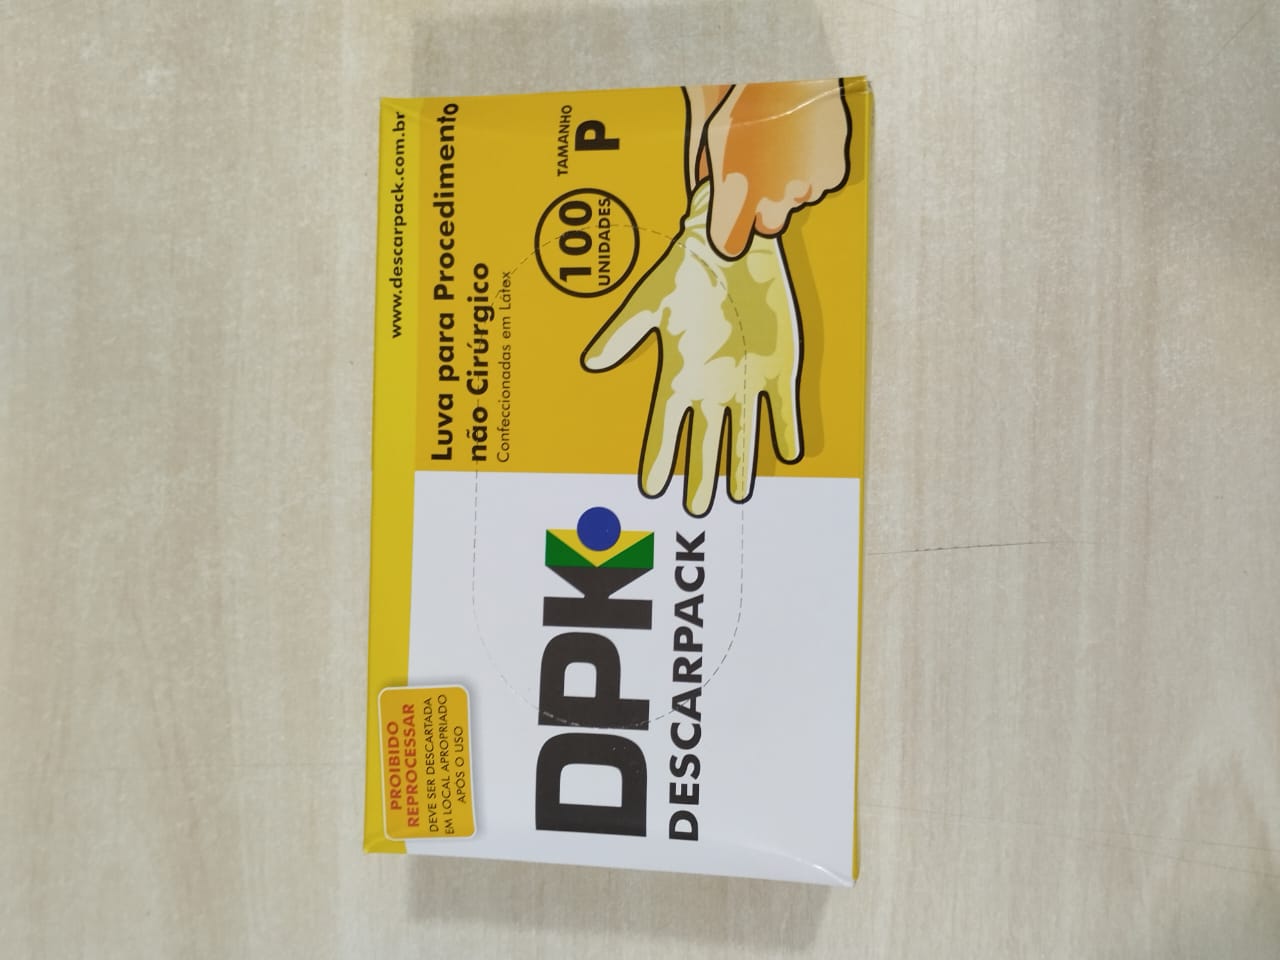 PROIBIDO
REPROCESSAR
DEVE SER DESCARTADA
EM LOCAL APROPRIADO
APÓS O USO
www.descarpack.com.br
DPK
DESCARPACK
Luva para Procedimento
não Cirúrgico
Confeccionadas em Látex
100
UNIDADES
TAMANHO
P